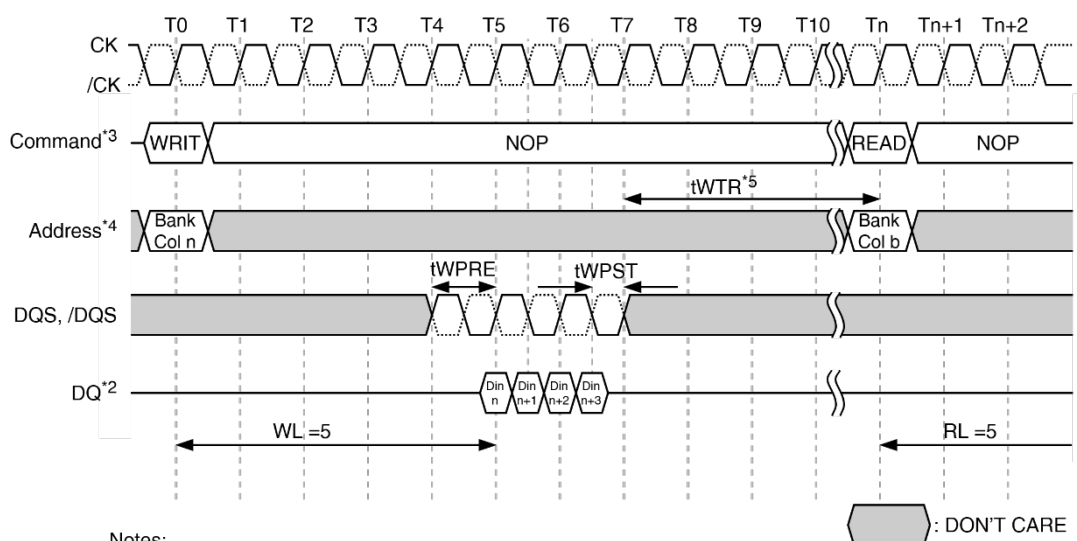 T0 T1 T2 T3 T4 T5 T6 T7 T8 T9 T10 Tn Tn+1 Tn+2
CK
/CK
Command*3 WRIT NOP READ NOP
tWTR*5
Address*4 Bank Col n Bank Col b
tWPRE tWPST
DQS, /DQS
DQ*2 Din n Din n+1 Din n+2 Din n+3
WL =5 RL =5
: DON'T CARE
Notes: